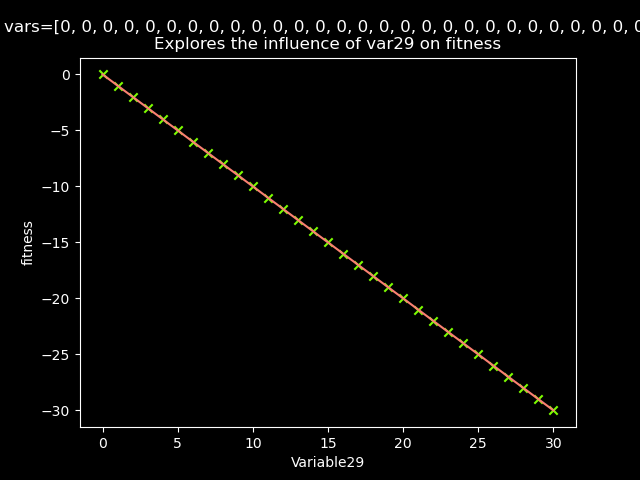 vars=[0, 0, 0, 0, 0, 0, 0, 0, 0, 0, 0, 0, 0, 0, 0, 0, 0, 0, 0, 0, 0, 0, 0, 0, 0, 0, 0, 0
Explores the influence of var29 on fitness
0
−5
−10
−15
−20
−25
−30
fitness
0 5 10 15 20 25 30
Variable29